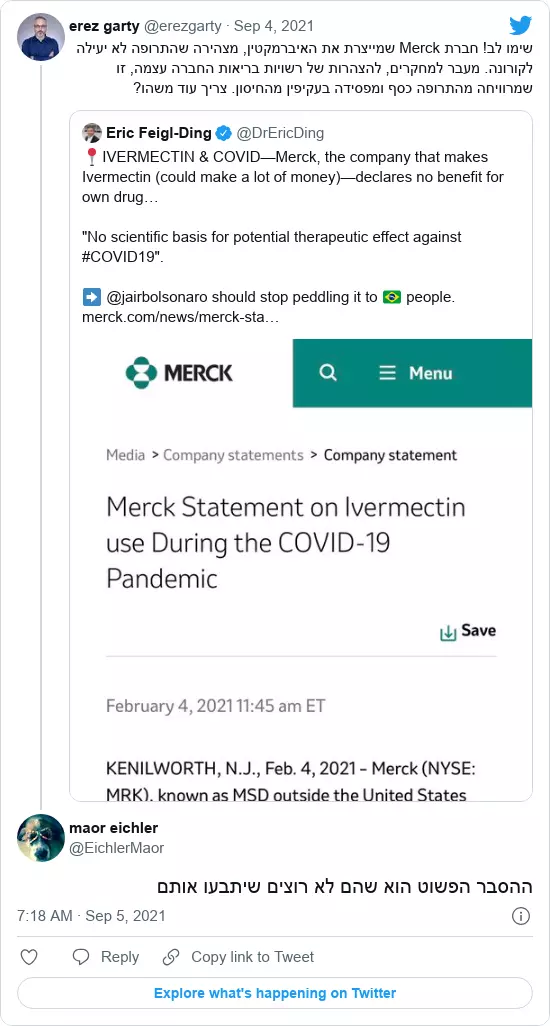 erez garty @erezgarty · Sep 4, 2021
שימו לב! חברת Merck שמייצרת את האיברמקטין, מצהירה שהתרופה לא יעילה
לקורונה. מעבר למחקרים, להצהרות של רשויות בריאות החברה עצמה, זו
שמרוויחה מהתרופה כסף ומפסידה בעקיפין מהחיסון. צריך עוד משהו?
Eric Feigl-Ding @DrEricDing
📍IVERMECTIN & COVID—Merck, the company that makes
Ivermectin (could make a lot of money)—declares no benefit for
own drug…
"No scientific basis for potential therapeutic effect against
#COVID19".
➡️ @jairbolsonaro should stop peddling it to 🇧🇷 people.
merck.com/news/merck-sta…
MERCK
Menu
Media > Company statements > Company statement
Merck Statement on Ivermectin
use During the COVID-19
Pandemic
Save
February 4, 2021 11:45 am ET
KENILWORTH, N.J., Feb. 4, 2021 – Merck (NYSE:
MRK), known as MSD outside the United States
maor eichler
@EichlerMaor
ההסבר הפשוט הוא שהם לא רוצים שיתבעו אותם
7:18 AM · Sep 5, 2021
Reply
Copy link to Tweet
Explore what's happening on Twitter